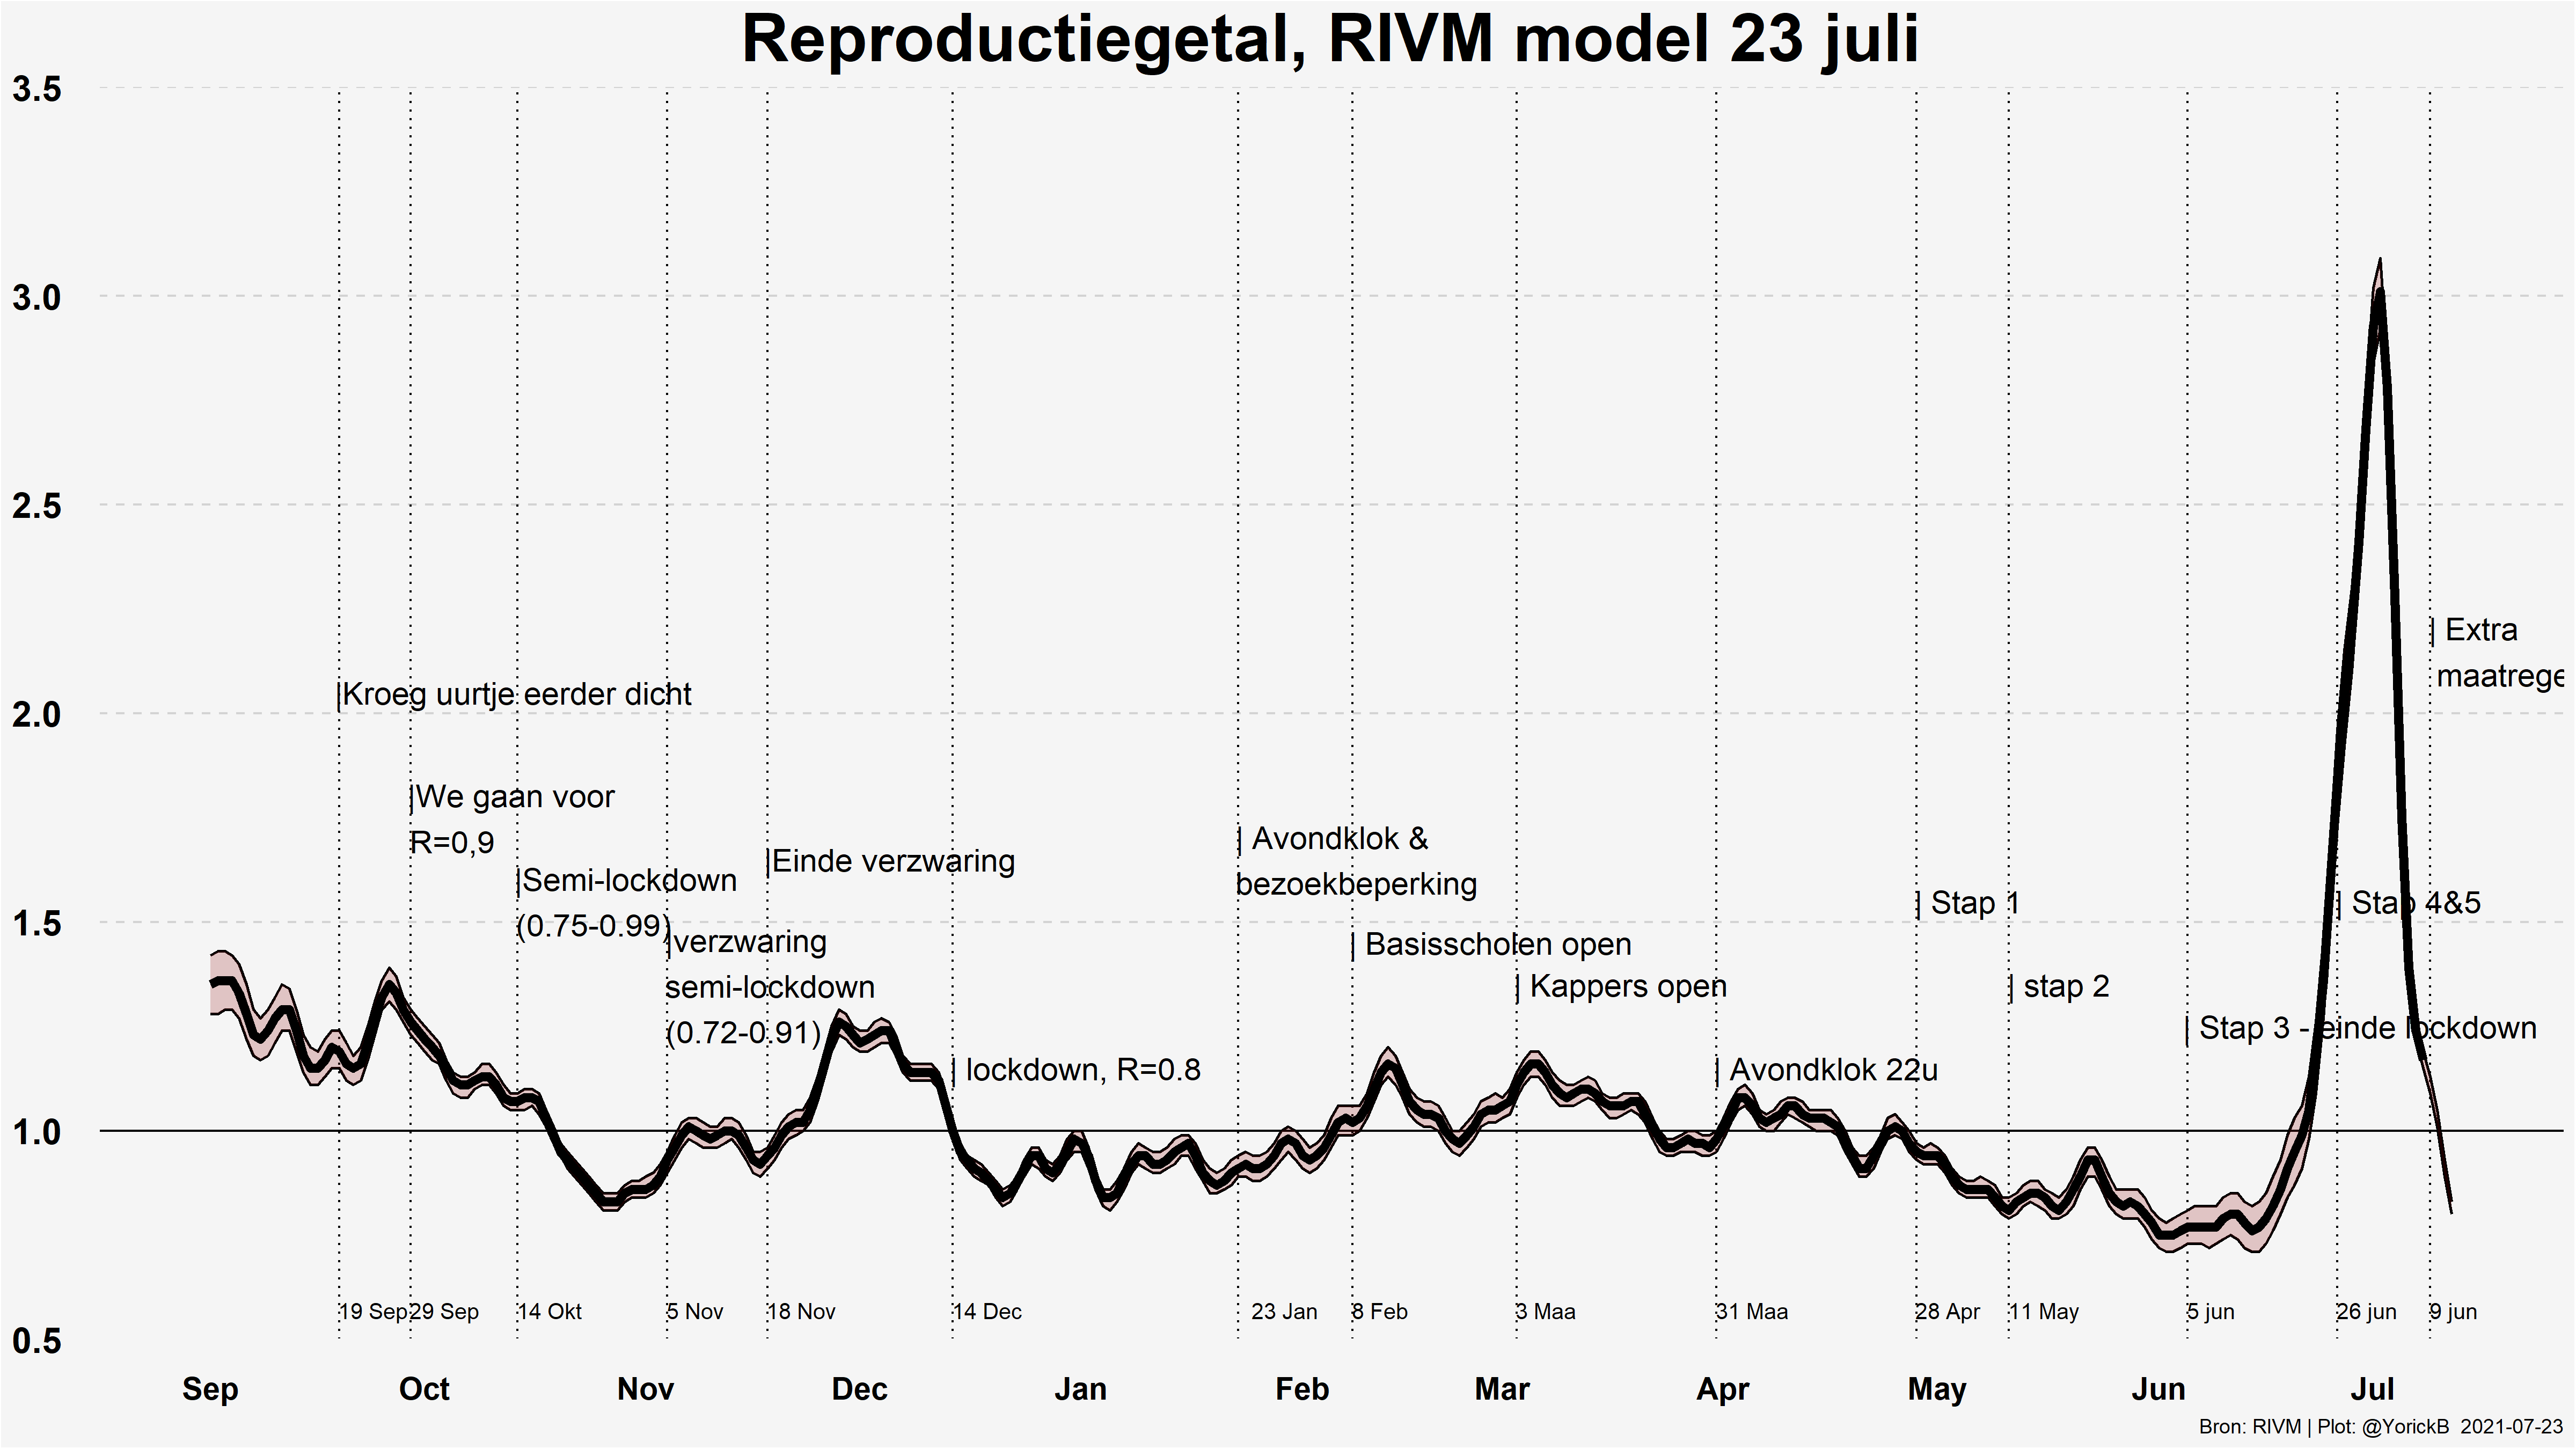 Reproductiegetal, RIVM model 23 juli
3.5
3.0
2.5
2.0
1.5
1.0
0.5
|Kroeg uurtje eerder dicht
|We gaan voor
R=0,9
|Semi-lockdown
(0.75-0.99)
|verzwaring
semi-lockdown
(0.72-0.91)
|Einde verzwaring
| lockdown, R=0.8
| Avondklok &
bezoekbeperking
| Basisscholen open
| Kappers open
| Avondklok 22u
| Stap 1
| stap 2
| Stap 3 - einde lockdown
| Stap 4&5
| Extra
maatrege
19 Sep 29 Sep 14 Okt 5 Nov 18 Nov 14 Dec 23 Jan 8 Feb 3 Maa 31 Maa 28 Apr 11 May 5 jun 26 jun 9 jun
Sep Oct Nov Dec Jan Feb Mar Apr May Jun Jul
Bron: RIVM | Plot: @YorickB 2021-07-23